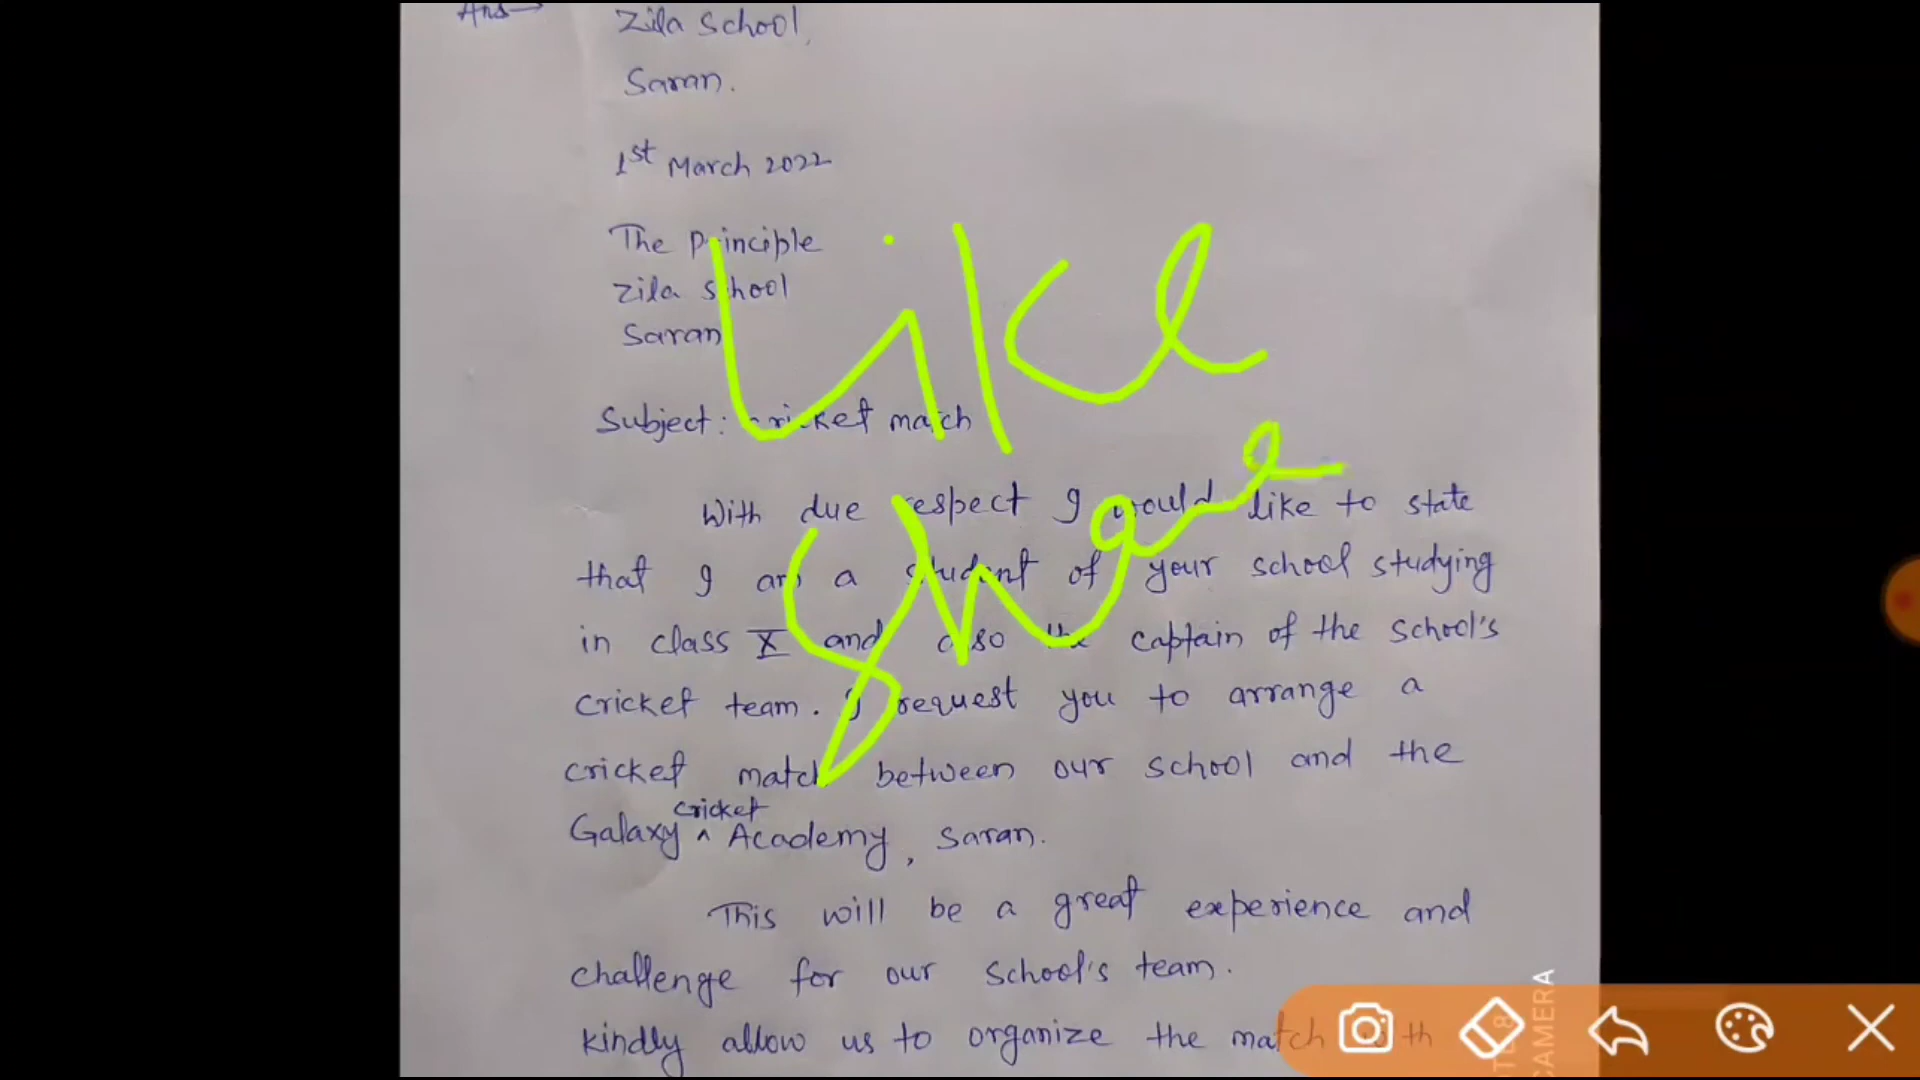 Ans→ Zila School,
Saran.
1st March 2022
The Principle
Zila school
Saran
Subject: cricket match
Like
With due respect I would like to state
Share
that I am a student of your school studying
in class X and also the captain of the school's
cricket team. I request you to arrange a
cricket match between our school and the
cricket
Galaxy ^ Academy, Saran.
This will be a great experience and
challenge for our school's team.
kindly allow us to organize the match with
CAMERA